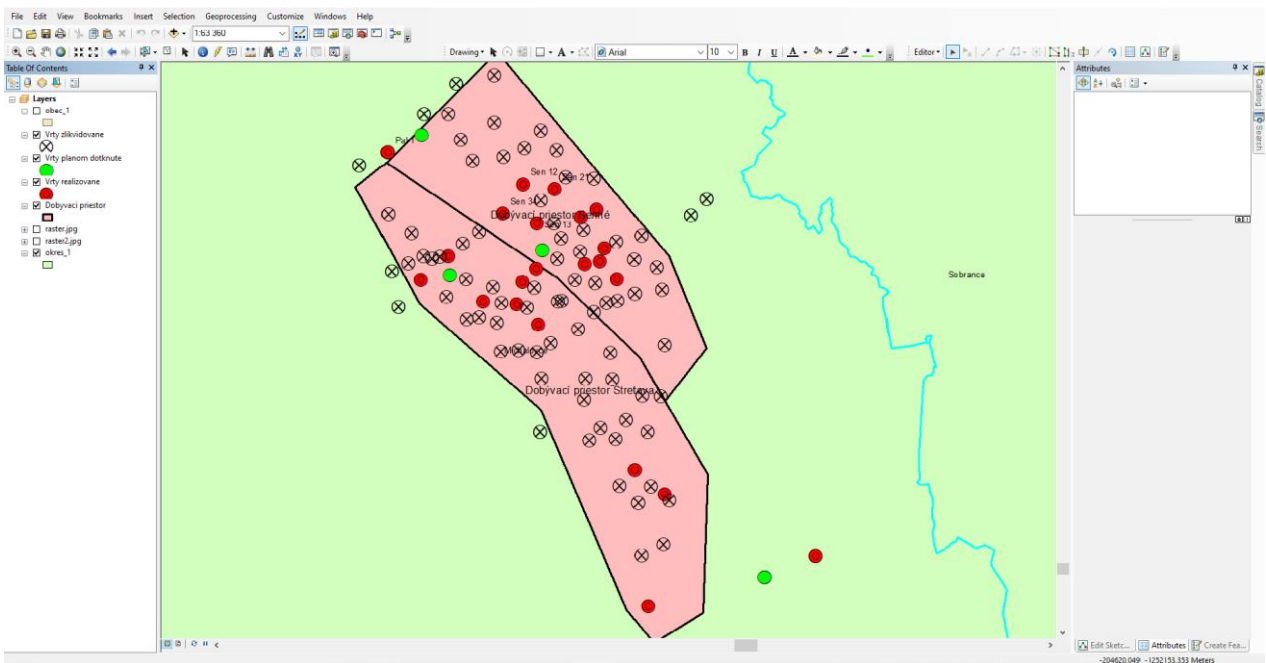 File Edit View Bookmarks Insert Selection Geoprocessing Customize Windows Help
1:63 360
Drawing
Arial
10
B I U A
Editor
Table Of Contents
Layers
obec_1
Vrty zlikvidovane
Vrty planom dotknute
Vrty realizovane
Dobyvaci priestor
raster.jpg
raster2.jpg
okres_1
Sen 12
Sen 21
Sen 34
Dobývací priestor Senné
Dobývací priestor Stretava
Sobrance
Attributes
Catalog
Search
Edit Sketc...
Attributes
Create Fea...
-204620.049 -1252153.353 Meters